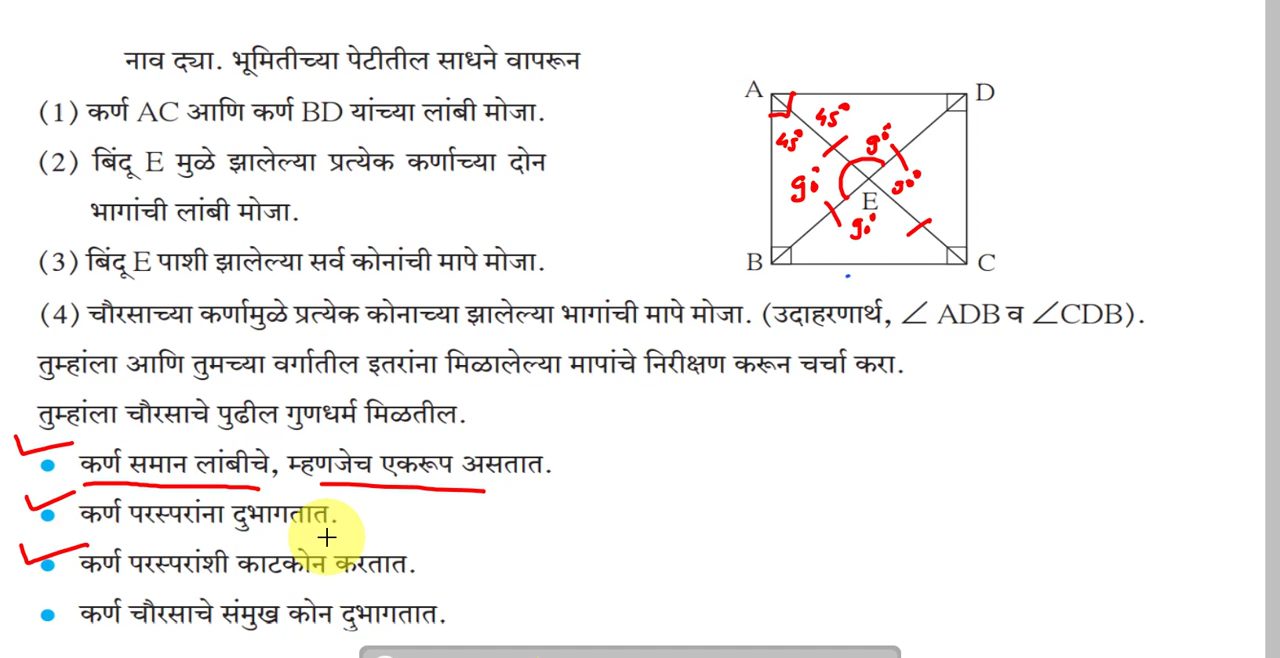 नाव द्या. भूमितीच्या पेटीतील साधने वापरून
(1) कर्ण AC आणि कर्ण BD यांच्या लांबी मोजा.
(2) बिंदू E मुळे झालेल्या प्रत्येक कर्णाच्या दोन
भागांची लांबी मोजा.
(3) बिंदू E पाशी झालेल्या सर्व कोनांची मापे मोजा.
A
D
45°
45°
90°
90°
90°
E
90°
B
C
(4) चौरसाच्या कर्णामुळे प्रत्येक कोनाच्या झालेल्या भागांची मापे मोजा. (उदाहरणार्थ, ∠ ADB व ∠CDB).
तुम्हांला आणि तुमच्या वर्गातील इतरांना मिळालेल्या मापांचे निरीक्षण करून चर्चा करा.
तुम्हांला चौरसाचे पुढील गुणधर्म मिळतील.
• कर्ण समान लांबीचे, म्हणजेच एकरूप असतात.
• कर्ण परस्परांना दुभागतात.
• कर्ण परस्परांशी काटकोन करतात.
• कर्ण चौरसाचे संमुख कोन दुभागतात.